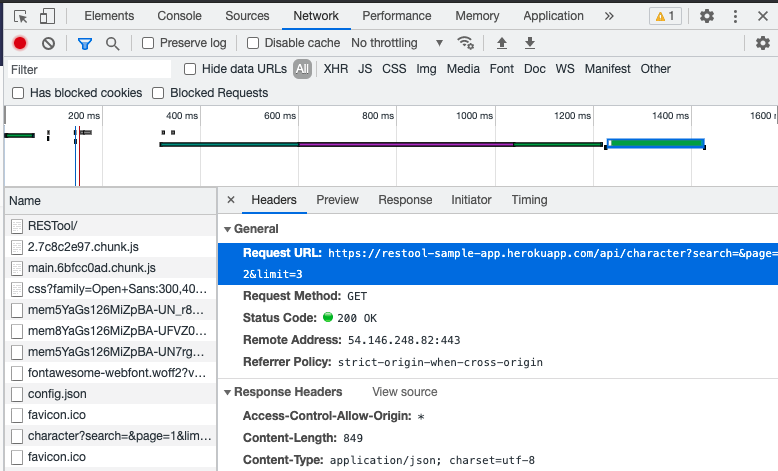 Elements Console Sources Network Performance Memory Application » 1
Preserve log Disable cache No throttling
Filter Hide data URLs All XHR JS CSS Img Media Font Doc WS Manifest Other
Has blocked cookies Blocked Requests
200 ms 400 ms 600 ms 800 ms 1000 ms 1200 ms 1400 ms 1600
Name
RESTool/
2.7c8c2e97.chunk.js
main.6bfcc0ad.chunk.js
css?family=Open+Sans:300,40...
mem5YaGs126MiZpBA-UN_r8...
mem8YaGs126MiZpBA-UFVZ0...
mem5YaGs126MiZpBA-UN7rg...
fontawesome-webfont.woff2?v...
config.json
favicon.ico
character?search=&page=1&lim...
favicon.ico
× Headers Preview Response Initiator Timing
General
Request URL: https://restool-sample-app.herokuapp.com/api/character?search=&page=
2&limit=3
Request Method: GET
Status Code: 200 OK
Remote Address: 54.146.248.82:443
Referrer Policy: strict-origin-when-cross-origin
Response Headers View source
Access-Control-Allow-Origin: *
Content-Length: 849
Content-Type: application/json; charset=utf-8